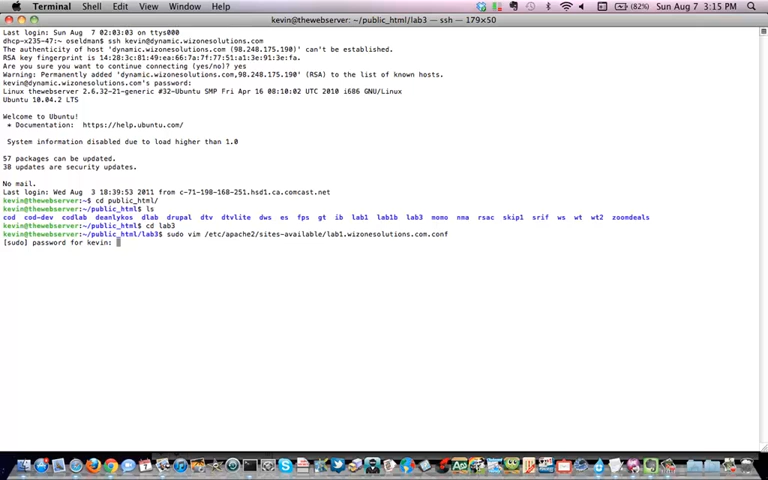 Terminal Shell Edit View Window Help (82%) Sun Aug 7 3:15 PM
kevin@thewebserver: ~/public_html/lab3 — ssh — 179×50
Last login: Sun Aug  7 02:03:03 on ttys000
dhcp-x235-47:~ oseldman$ ssh kevin@dynamic.wizonesolutions.com
The authenticity of host 'dynamic.wizonesolutions.com (98.248.175.190)' can't be established.
RSA key fingerprint is 14:28:3c:81:49:ea:66:7a:7f:77:51:a1:3e:91:3e:fa.
Are you sure you want to continue connecting (yes/no)? yes
Warning: Permanently added 'dynamic.wizonesolutions.com,98.248.175.190' (RSA) to the list of known hosts.
kevin@dynamic.wizonesolutions.com's password:
Linux thewebserver 2.6.32-21-generic #32-Ubuntu SMP Fri Apr 16 08:10:02 UTC 2010 i686 GNU/Linux
Ubuntu 10.04.2 LTS
Welcome to Ubuntu!
* Documentation:  https://help.ubuntu.com/
System information disabled due to load higher than 1.0
57 packages can be updated.
38 updates are security updates.
No mail.
Last login: Wed Aug  3 18:39:53 2011 from c-71-198-168-251.hsd1.ca.comcast.net
kevin@thewebserver:~$ cd public_html/
kevin@thewebserver:~/public_html$ ls
cod  cod-dev  codlab  deanlykos  dlab  drupal  dtv  dtvlite  dws  es  fps  gt  ib  lab1  lab1b  lab3  momo  nma  rsac  skip1  srif  ws  wt  wt2  zoomdeals
kevin@thewebserver:~/public_html$ cd lab3
kevin@thewebserver:~/public_html/lab3$ sudo vim /etc/apache2/sites-available/lab1.wizonesolutions.com.conf
[sudo] password for kevin: